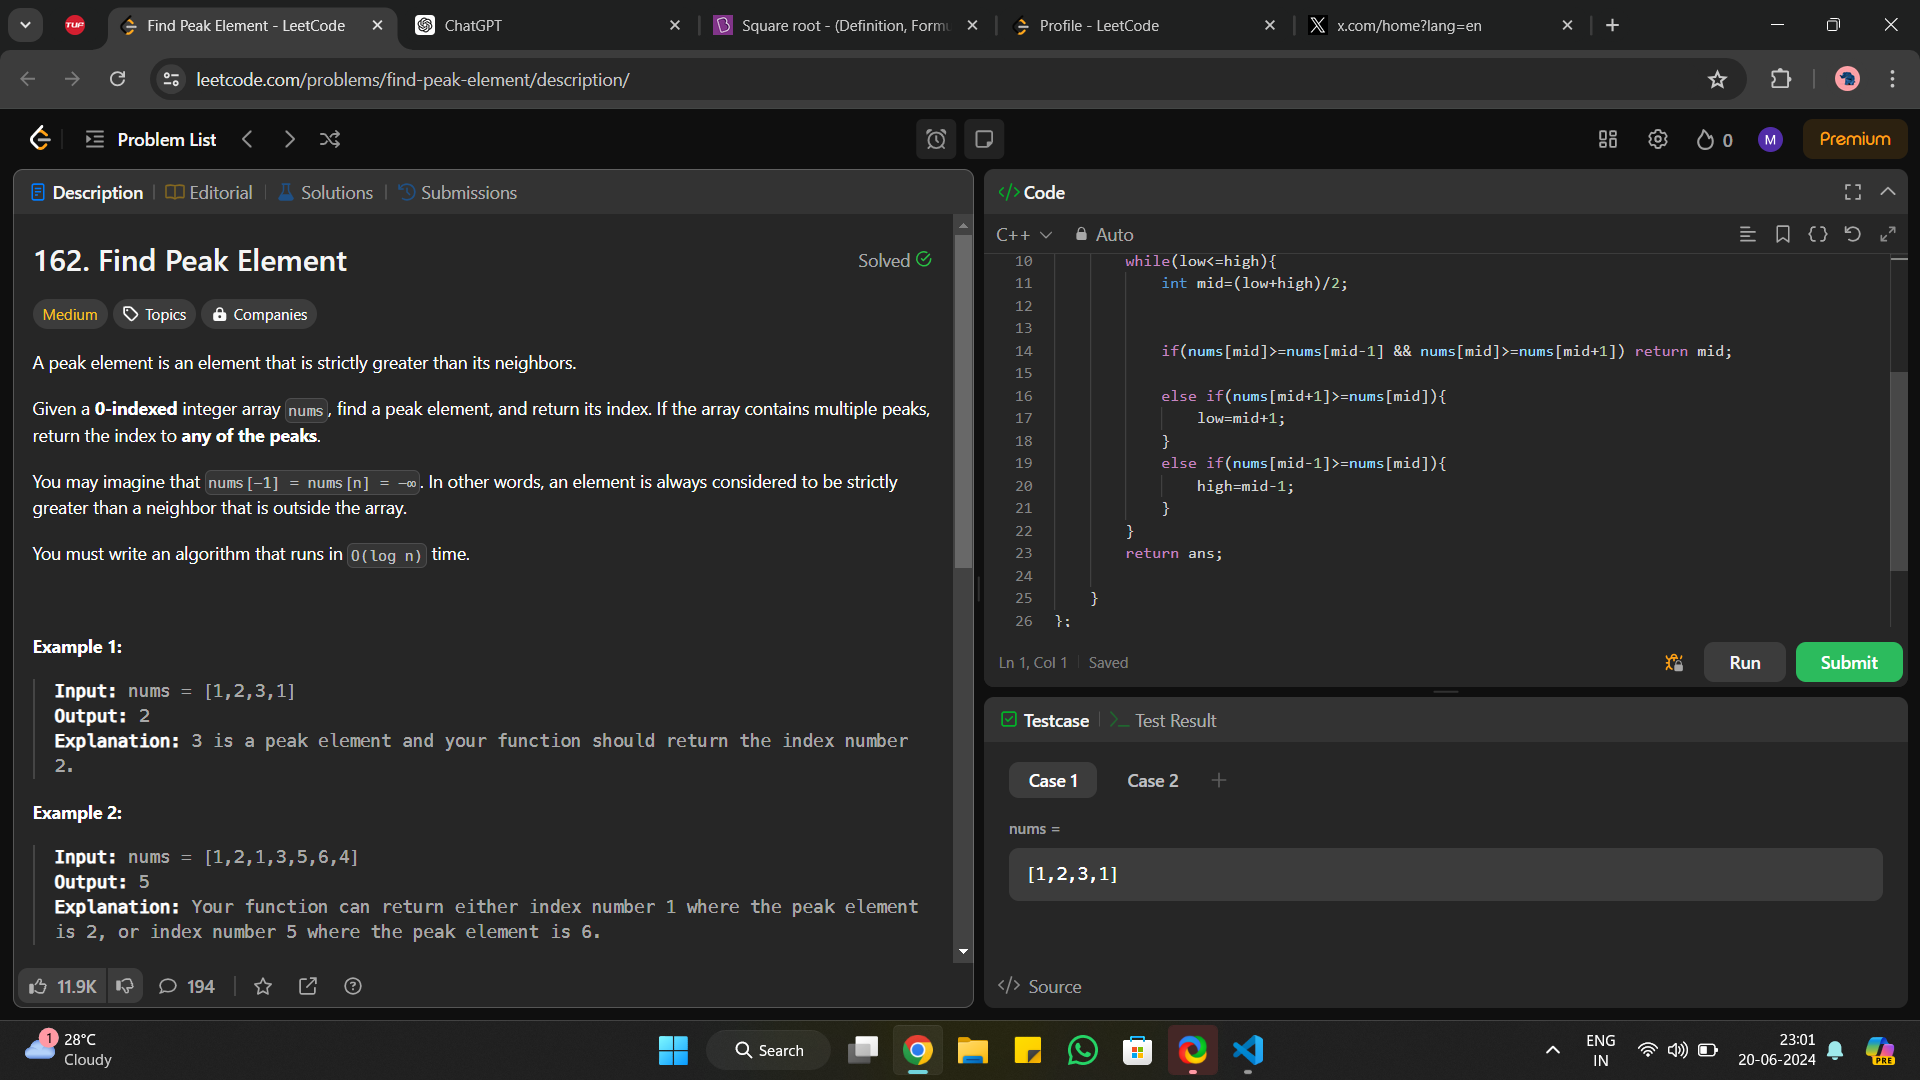 TUF
Find Peak Element - LeetCode
ChatGPT
Square root - (Definition, Formu
Profile - LeetCode
X
x.com/home?lang=en
leetcode.com/problems/find-peak-element/description/
Problem List
0
M
Premium
Description
Editorial
Solutions
Submissions
162. Find Peak Element
Solved
Medium
Topics
Companies
A peak element is an element that is strictly greater than its neighbors.
Given a 0-indexed integer array nums, find a peak element, and return its index. If the array contains multiple peaks,
return the index to any of the peaks.
You may imagine that nums[-1] = nums[n] = -∞. In other words, an element is always considered to be strictly
greater than a neighbor that is outside the array.
You must write an algorithm that runs in O(log n) time.
Example 1:
Input: nums = [1,2,3,1]
Output: 2
Explanation: 3 is a peak element and your function should return the index number
2.
Example 2:
Input: nums = [1,2,1,3,5,6,4]
Output: 5
Explanation: Your function can return either index number 1 where the peak element
is 2, or index number 5 where the peak element is 6.
11.9K
194
</> Code
C++
Auto
10 while(low<=high){
11 int mid=(low+high)/2;
12
13
14 if(nums[mid]>=nums[mid-1] && nums[mid]>=nums[mid+1]) return mid;
15
16 else if(nums[mid+1]>=nums[mid]){
17 low=mid+1;
18 }
19 else if(nums[mid-1]>=nums[mid]){
20 high=mid-1;
21 }
22 }
23 return ans;
24
25 }
26 };
Ln 1, Col 1
Saved
Run
Submit
Testcase
>_ Test Result
Case 1
Case 2
+
nums =
[1,2,3,1]
</> Source
1
28°C
Cloudy
Search
ENG
IN
23:01
20-06-2024
PRE